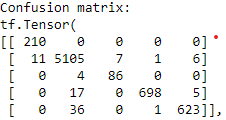 Confusion matrix:
tf.Tensor(
[[ 210 0 0 0 0]
[ 11 5105 7 1 6]
[ 0 4 86 0 0]
[ 0 17 0 698 5]
[ 0 36 0 1 623]],